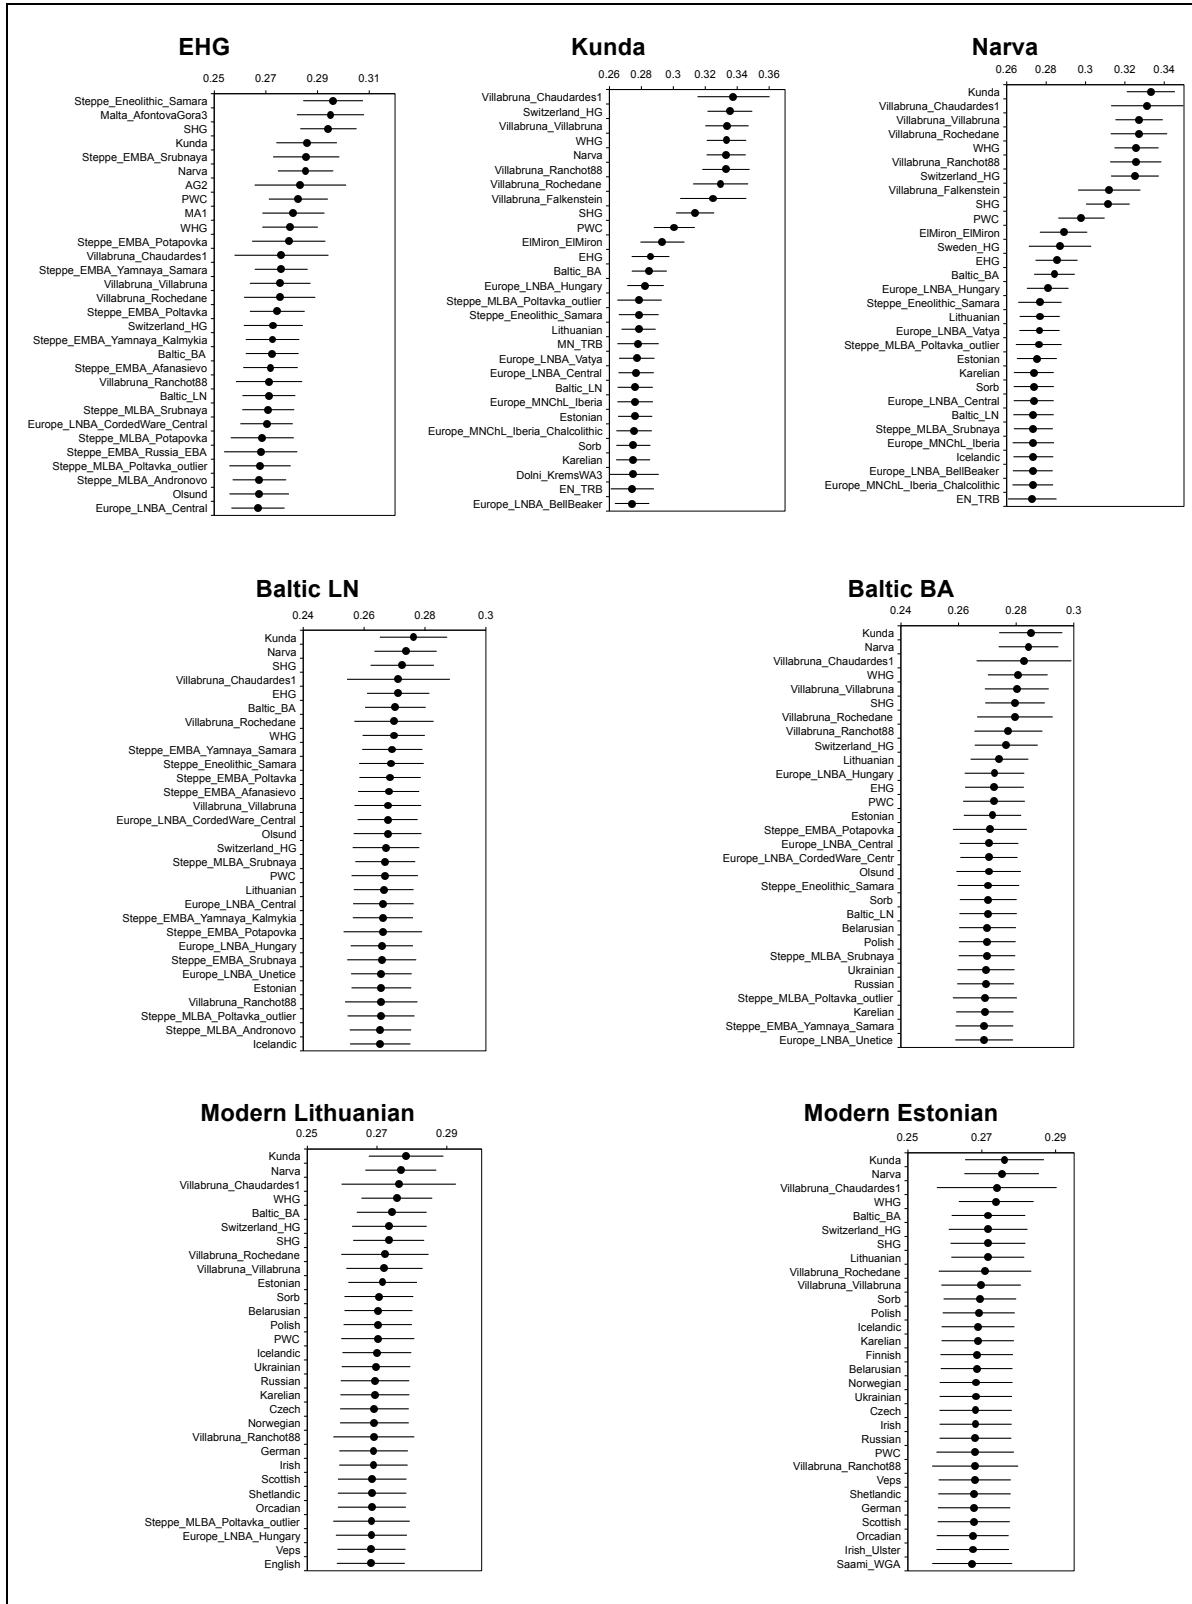 EHG
0.25 0.27 0.29 0.31
Steppe_Eneolithic_Samara
Malta_AfontovaGora3
SHG
Kunda
Steppe_EMBA_Srubnaya
Narva
AG2
PWC
MA1
WHG
Steppe_EMBA_Potapovka
Villabruna_Chaudardes1
Steppe_EMBA_Yamnaya_Samara
Villabruna_Villabruna
Villabruna_Rochedane
Steppe_EMBA_Poltavka
Switzerland_HG
Steppe_EMBA_Yamnaya_Kalmykia
Baltic_BA
Steppe_EMBA_Afanasievo
Villabruna_Ranchot88
Baltic_LN
Steppe_MLBA_Srubnaya
Europe_LNBA_CordedWare_Central
Steppe_MLBA_Potapovka
Steppe_EMBA_Russia_EBA
Steppe_MLBA_Poltavka_outlier
Steppe_MLBA_Andronovo
Olsund
Europe_LNBA_Central
Kunda
0.26 0.28 0.3 0.32 0.34 0.36
Villabruna_Chaudardes1
Switzerland_HG
Villabruna_Villabruna
WHG
Narva
Villabruna_Ranchot88
Villabruna_Rochedane
Villabruna_Falkenstein
SHG
PWC
ElMiron_ElMiron
EHG
Baltic_BA
Europe_LNBA_Hungary
Steppe_MLBA_Poltavka_outlier
Steppe_Eneolithic_Samara
Lithuanian
MN_TRB
Europe_LNBA_Vatya
Europe_LNBA_Central
Baltic_LN
Europe_MNChL_Iberia
Estonian
Europe_MNChL_Iberia_Chalcolithic
Sorb
Karelian
Dolni_KremsWA3
EN_TRB
Europe_LNBA_BellBeaker
Narva
0.26 0.28 0.3 0.32 0.34
Kunda
Villabruna_Chaudardes1
Villabruna_Villabruna
Villabruna_Rochedane
WHG
Villabruna_Ranchot88
Switzerland_HG
Villabruna_Falkenstein
SHG
PWC
ElMiron_ElMiron
Sweden_HG
EHG
Baltic_BA
Europe_LNBA_Hungary
Steppe_Eneolithic_Samara
Lithuanian
Europe_LNBA_Vatya
Steppe_MLBA_Poltavka_outlier
Estonian
Karelian
Sorb
Europe_LNBA_Central
Baltic_LN
Steppe_MLBA_Srubnaya
Europe_MNChL_Iberia
Icelandic
Europe_LNBA_BellBeaker
Europe_MNChL_Iberia_Chalcolithic
EN_TRB
Baltic LN
0.24 0.26 0.28 0.3
Kunda
Narva
SHG
Villabruna_Chaudardes1
EHG
Baltic_BA
Villabruna_Rochedane
WHG
Steppe_EMBA_Yamnaya_Samara
Steppe_Eneolithic_Samara
Steppe_EMBA_Poltavka
Steppe_EMBA_Afanasievo
Villabruna_Villabruna
Europe_LNBA_CordedWare_Central
Olsund
Switzerland_HG
Steppe_MLBA_Srubnaya
PWC
Lithuanian
Europe_LNBA_Central
Steppe_EMBA_Yamnaya_Kalmykia
Steppe_EMBA_Potapovka
Europe_LNBA_Hungary
Steppe_EMBA_Srubnaya
Europe_LNBA_Unetice
Estonian
Villabruna_Ranchot88
Steppe_MLBA_Poltavka_outlier
Steppe_MLBA_Andronovo
Icelandic
Baltic BA
0.24 0.26 0.28 0.3
Kunda
Narva
Villabruna_Chaudardes1
WHG
Villabruna_Villabruna
SHG
Villabruna_Rochedane
Villabruna_Ranchot88
Switzerland_HG
Lithuanian
Europe_LNBA_Hungary
EHG
PWC
Estonian
Steppe_EMBA_Potapovka
Europe_LNBA_Central
Europe_LNBA_CordedWare_Centr
Olsund
Steppe_Eneolithic_Samara
Sorb
Baltic_LN
Belarusian
Polish
Steppe_MLBA_Srubnaya
Ukrainian
Russian
Steppe_MLBA_Poltavka_outlier
Karelian
Steppe_EMBA_Yamnaya_Samara
Europe_LNBA_Unetice
Modern Lithuanian
0.25 0.27 0.29
Kunda
Narva
Villabruna_Chaudardes1
WHG
Baltic_BA
Switzerland_HG
SHG
Villabruna_Rochedane
Villabruna_Villabruna
Estonian
Sorb
Belarusian
Polish
PWC
Icelandic
Ukrainian
Russian
Karelian
Czech
Norwegian
Villabruna_Ranchot88
German
Irish
Scottish
Shetlandic
Orcadian
Steppe_MLBA_Poltavka_outlier
Europe_LNBA_Hungary
Veps
English
Modern Estonian
0.25 0.27 0.29
Kunda
Narva
Villabruna_Chaudardes1
WHG
Baltic_BA
Switzerland_HG
SHG
Lithuanian
Villabruna_Rochedane
Villabruna_Villabruna
Sorb
Polish
Icelandic
Karelian
Finnish
Belarusian
Norwegian
Ukrainian
Czech
Irish
Russian
PWC
Villabruna_Ranchot88
Veps
Shetlandic
German
Scottish
Orcadian
Irish_Ulster
Saami_WGA